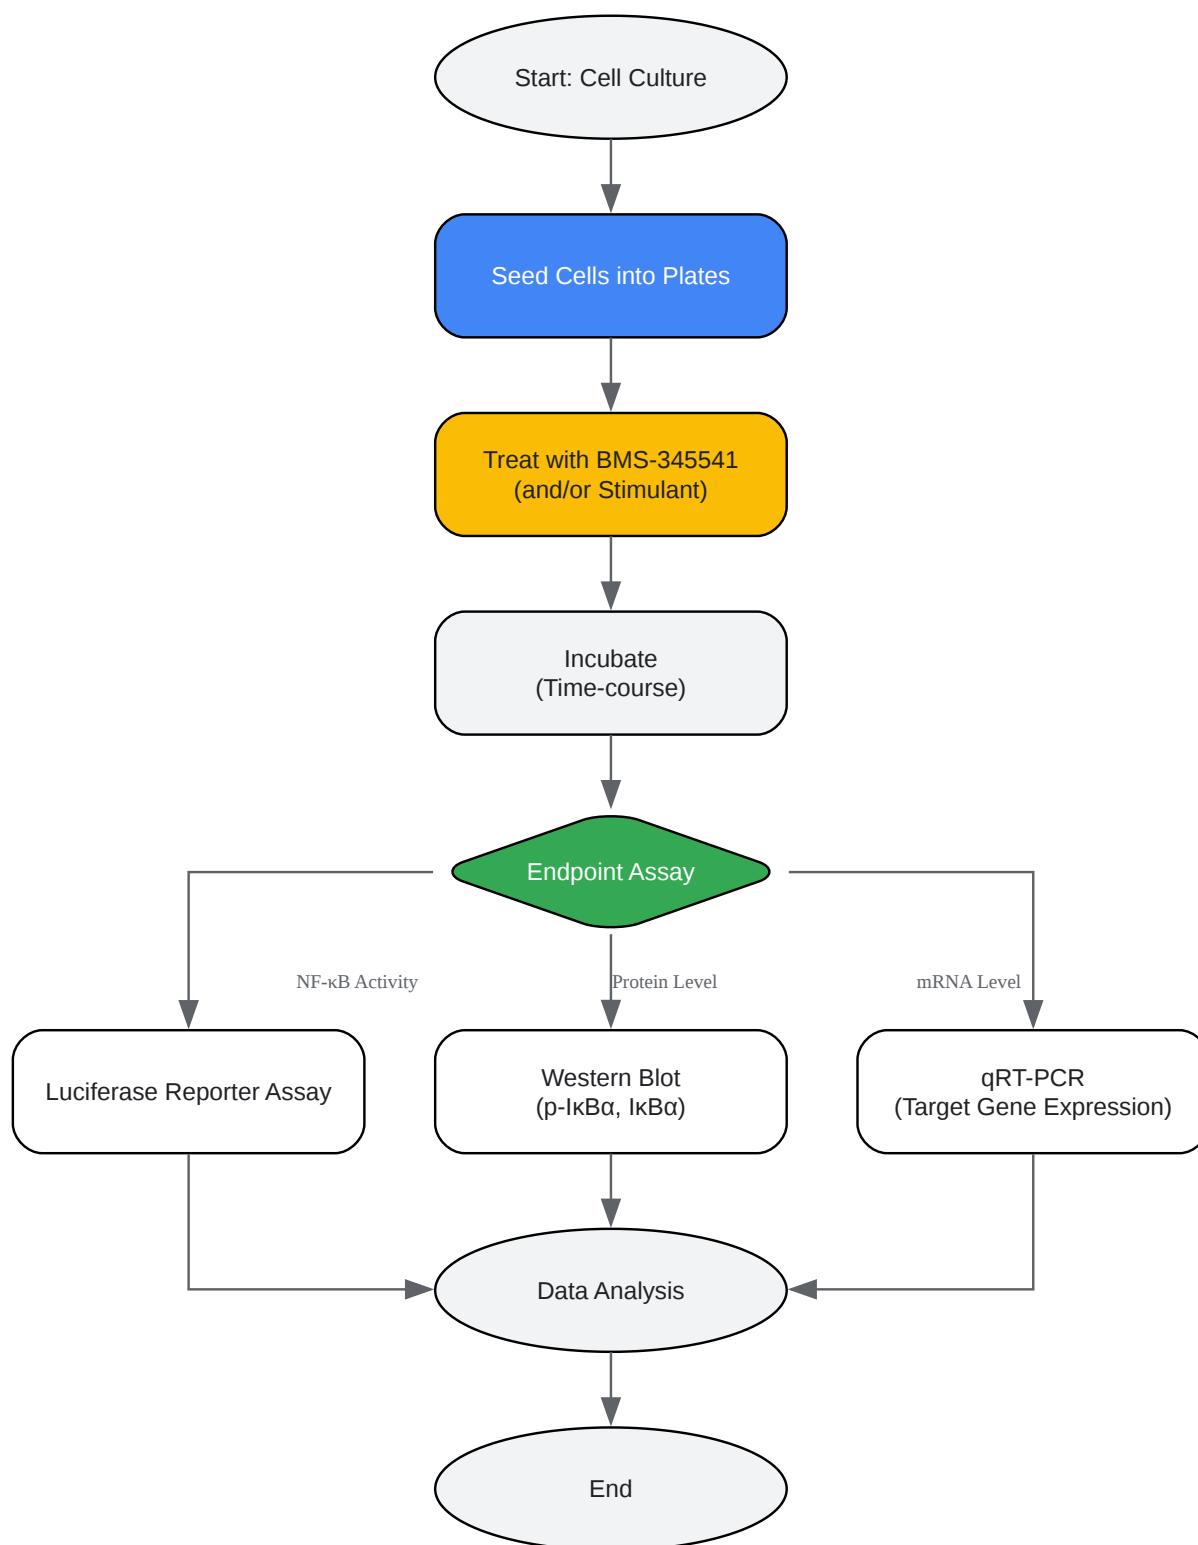 Start: Cell Culture
Seed Cells into Plates
Treat with BMS-345541
(and/or Stimulant)
Incubate
(Time-course)
Endpoint Assay
NF-κB Activity
Protein Level
mRNA Level
Luciferase Reporter Assay
Western Blot
(p-IκBα, IκBα)
qRT-PCR
(Target Gene Expression)
Data Analysis
End